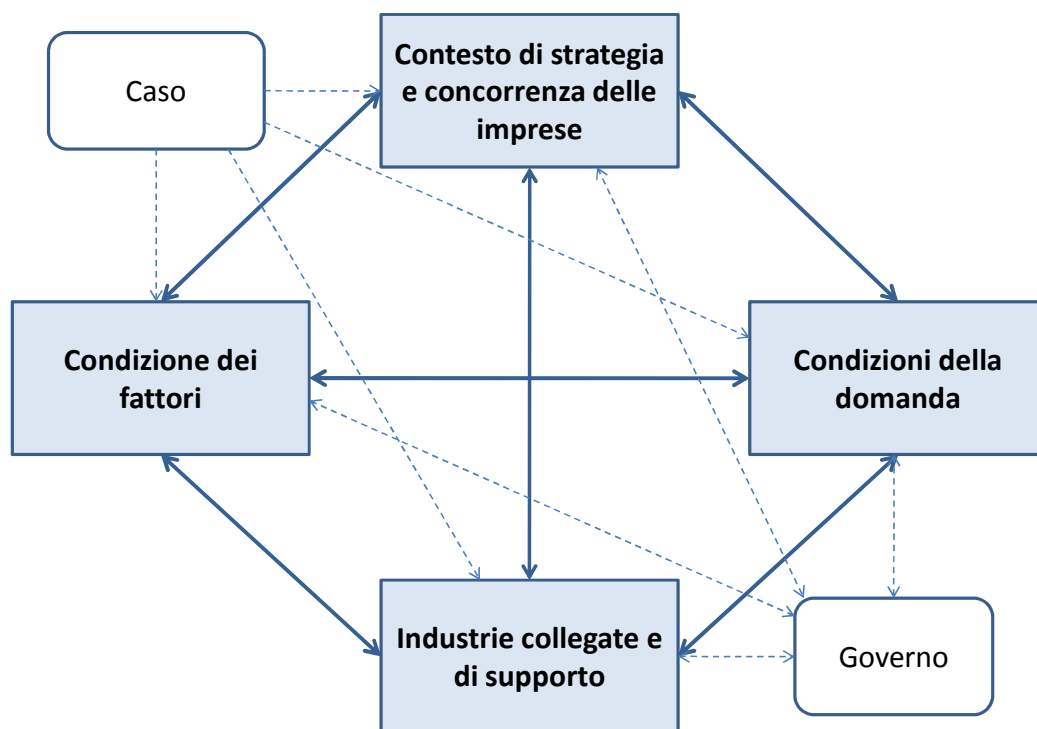 Caso
Contesto di strategia
e concorrenza delle
imprese
Condizione dei
fattori
Condizioni della
domanda
Industrie collegate e
di supporto
Governo